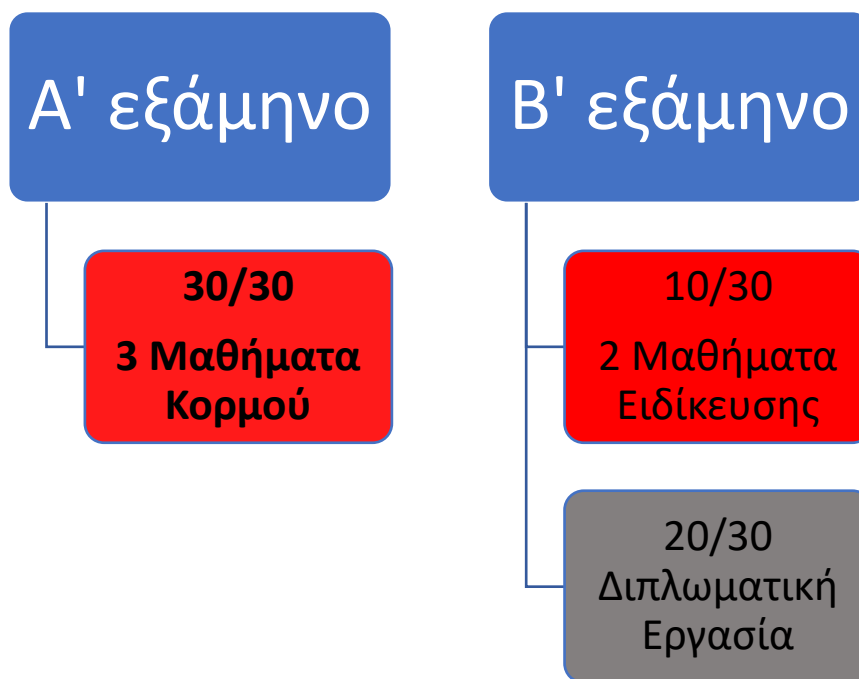 Α' εξάμηνο
30/30
3 Μαθήματα
Κορμού
Β' εξάμηνο
10/30
2 Μαθήματα
Ειδίκευσης
20/30
Διπλωματική
Εργασία